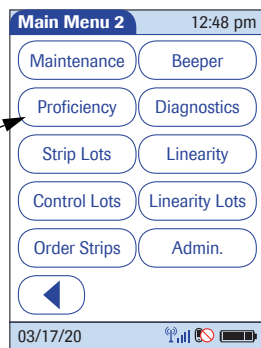 Main Menu 2 12:48 pm
Maintenance Beeper
Proficiency Diagnostics
Strip Lots Linearity
Control Lots Linearity Lots
Order Strips Admin.
03/17/20